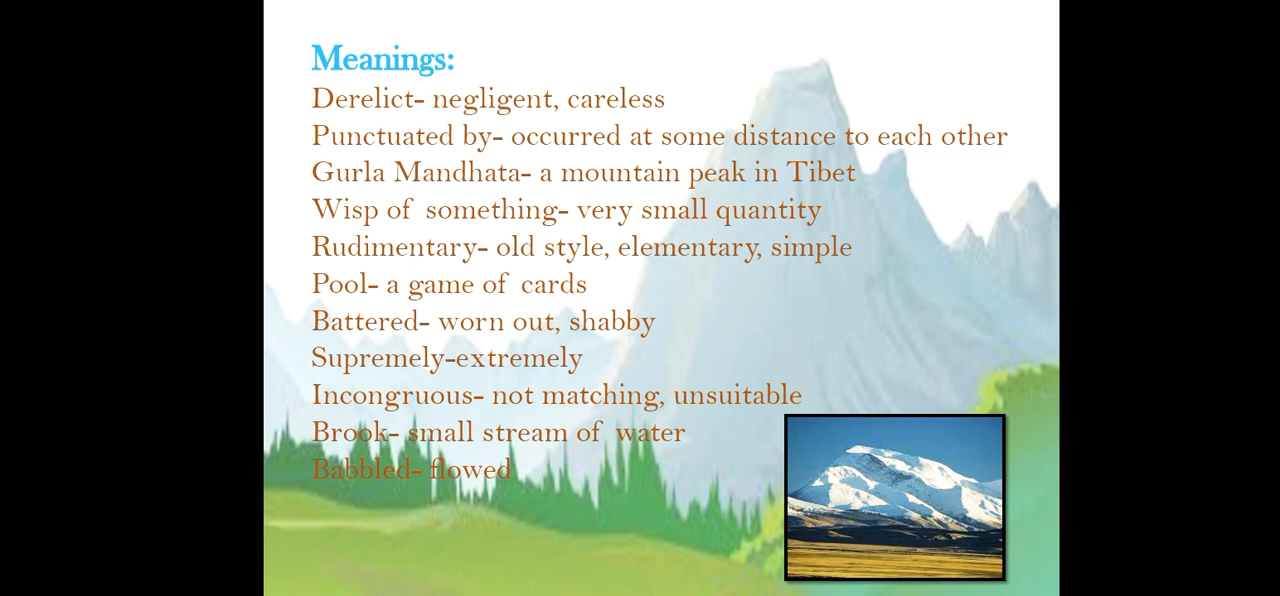 Meanings:
Derelict- negligent, careless
Punctuated by- occurred at some distance to each other
Gurla Mandhata- a mountain peak in Tibet
Wisp of something- very small quantity
Rudimentary- old style, elementary, simple
Pool- a game of cards
Battered- worn out, shabby
Supremely-extremely
Incongruous- not matching, unsuitable
Brook- small stream of water
Babbled- flowed